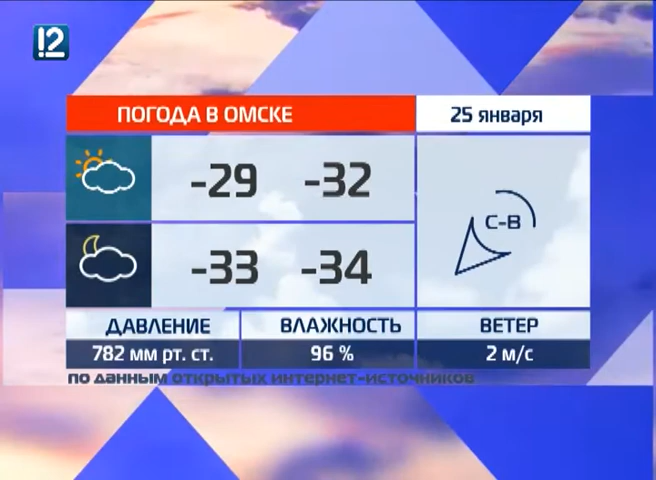 12
ПОГОДА В ОМСКЕ
25 января
-29 -32
С-В
-33 -34
ДАВЛЕНИЕ ВЛАЖНОСТЬ ВЕТЕР
782 мм рт. ст. 96 % 2 м/с
по данным открытых интернет-источников